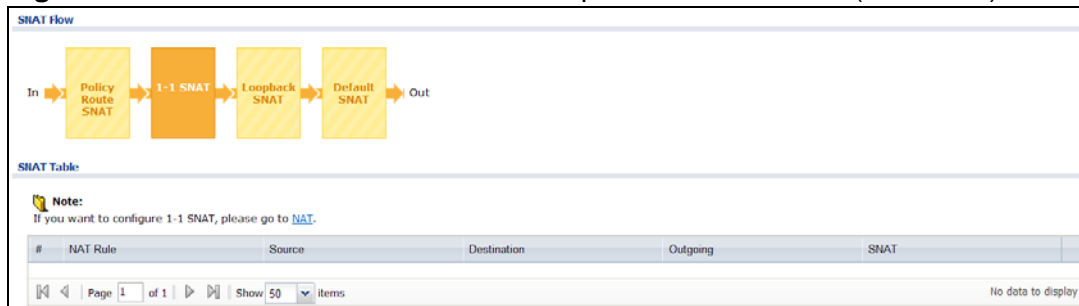 SNAT Flow
In
Policy
Route
SNAT
1-1 SNAT
Loopback
SNAT
Default
SNAT
Out
SNAT Table
Note:
If you want to configure 1-1 SNAT, please go to NAT.
# NAT Rule Source Destination Outgoing SNAT
Page 1 of 1 Show 50 items No data to display